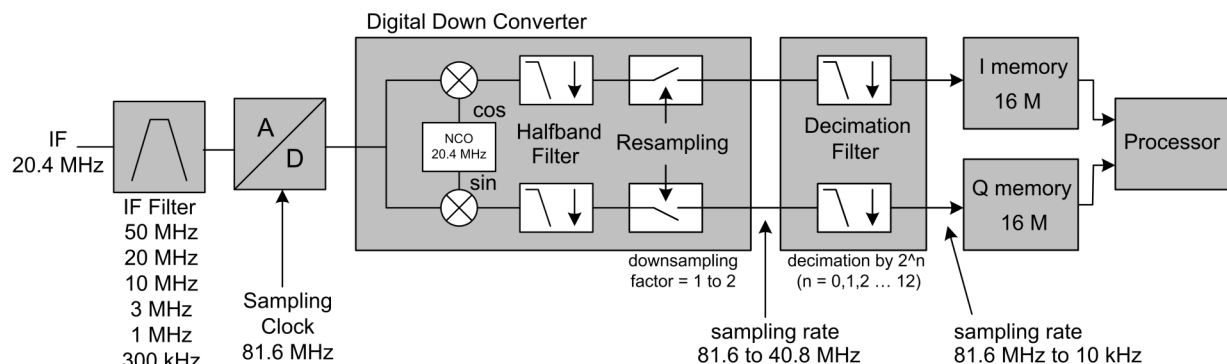 Digital Down Converter
IF
20.4 MHz
A
D
IF Filter
50 MHz
20 MHz
10 MHz
3 MHz
1 MHz
300 kHz
Sampling
Clock
81.6 MHz
cos
NCO
20.4 MHz
sin
Halfband
Filter
Resampling
downsampling
factor = 1 to 2
Decimation
Filter
decimation by 2^n
(n = 0,1,2 ... 12)
sampling rate
81.6 to 40.8 MHz
I memory
16 M
Q memory
16 M
sampling rate
81.6 MHz to 10 kHz
Processor